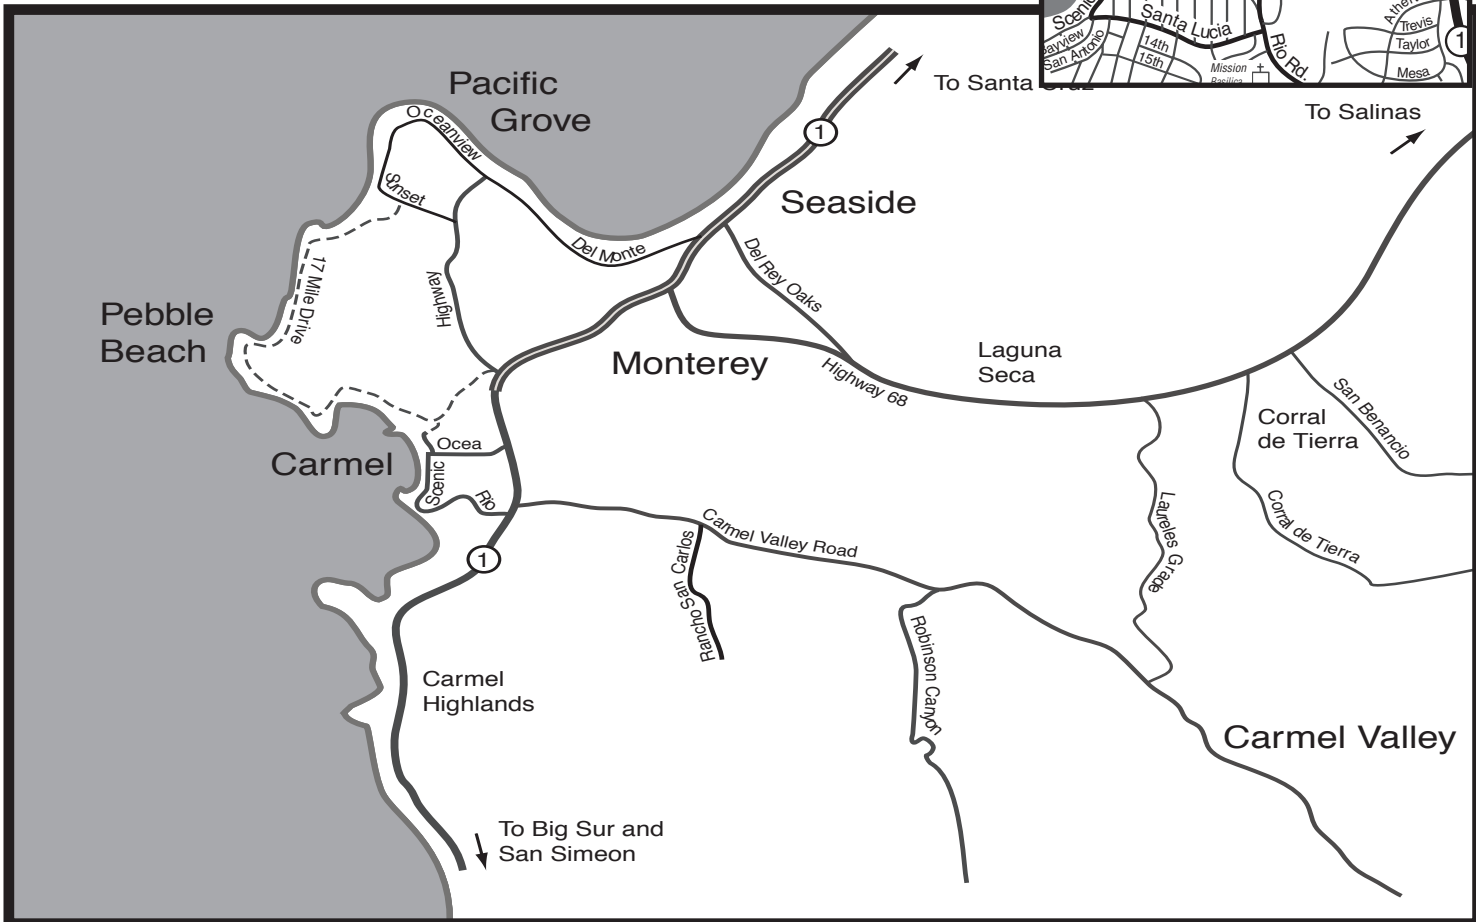 Scenic
Santa Lucia
Bayview
San Antonio
14th
15th
Mission
Basilica
Rio Rd.
Trevis
Taylor
Mesa
1
Pacific
Grove
To Santa Cruz
To Salinas
1
Oceanview
Sunset
Seaside
Del Monte
Del Rey Oaks
17 Mile Drive
Highway
Pebble
Beach
Monterey
Highway 68
Laguna
Seca
Corral
de Tierra
San Benancio
Carmel
Ocea
Scenic
Rio
Carmel Valley Road
Laureles Grade
Corral de Tierra
1
Rancho San Carlos
Robinson Canyon
Carmel
Highlands
Carmel Valley
To Big Sur and
San Simeon